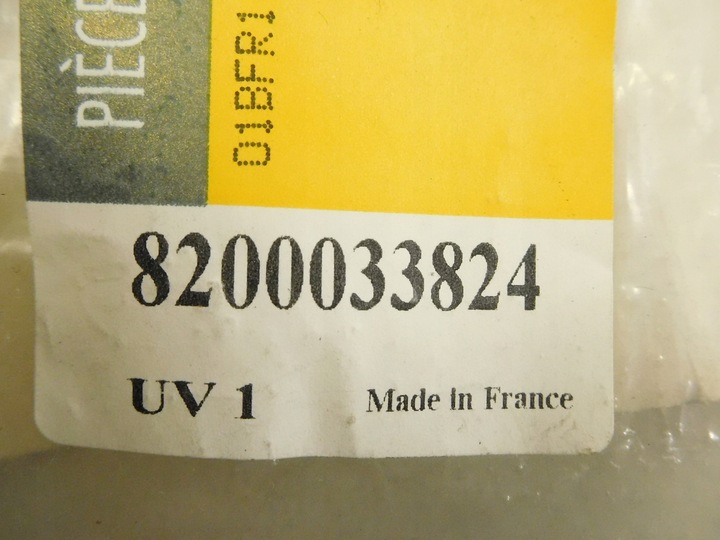 PIÈCE
01BFR1
8200033824
UV 1
Made in France